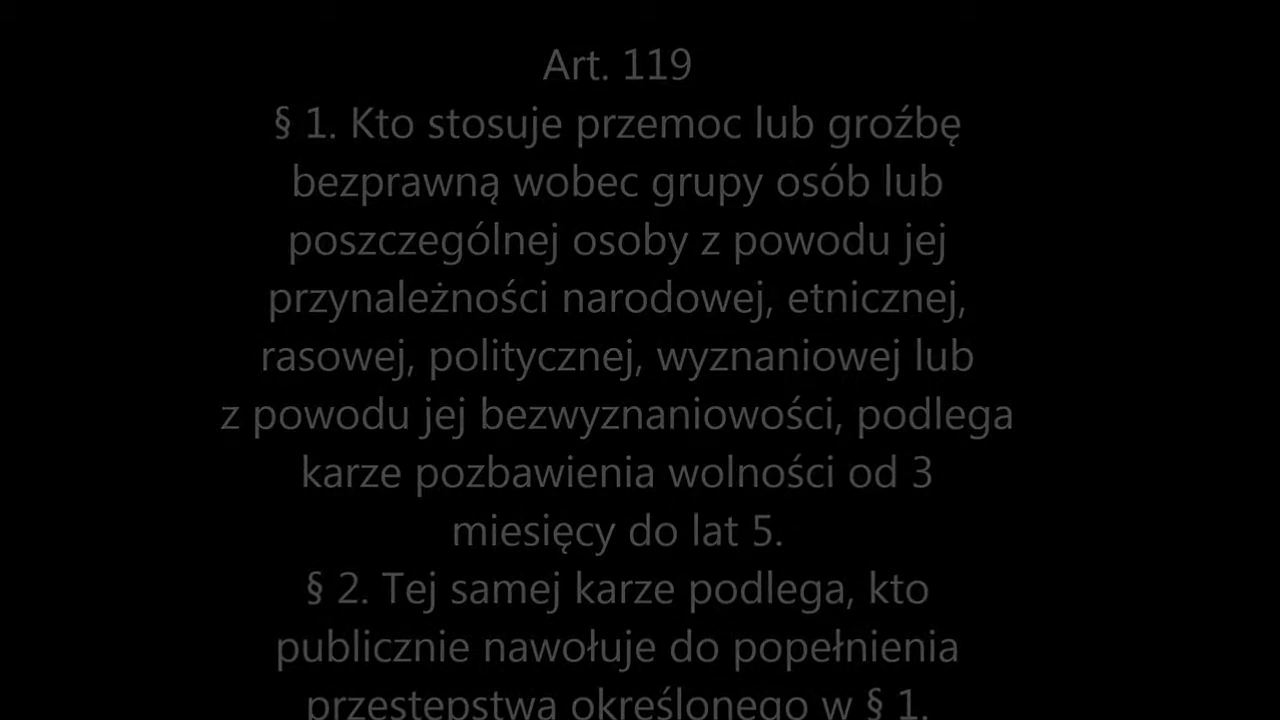 Art. 119
§ 1. Kto stosuje przemoc lub groźbę
bezprawną wobec grupy osób lub
poszczególnej osoby z powodu jej
przynależności narodowej, etnicznej,
rasowej, politycznej, wyznaniowej lub
z powodu jej bezwyznaniowości, podlega
karze pozbawienia wolności od 3
miesięcy do lat 5.
§ 2. Tej samej karze podlega, kto
publicznie nawołuje do popełnienia
przestępstwa określonego w § 1.